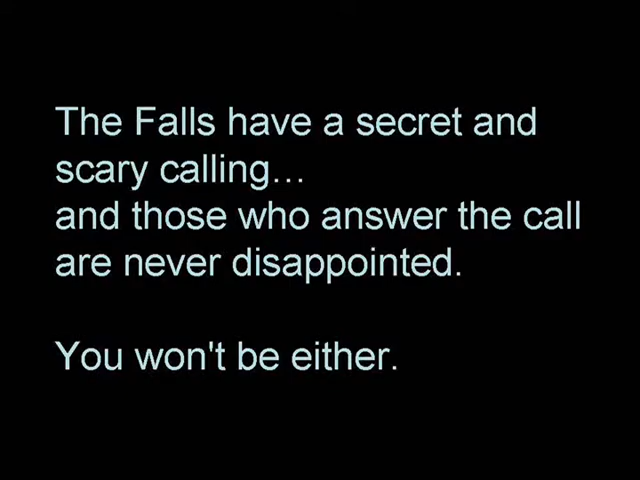 The Falls have a secret and
scary calling...
and those who answer the call
are never disappointed.
You won't be either.